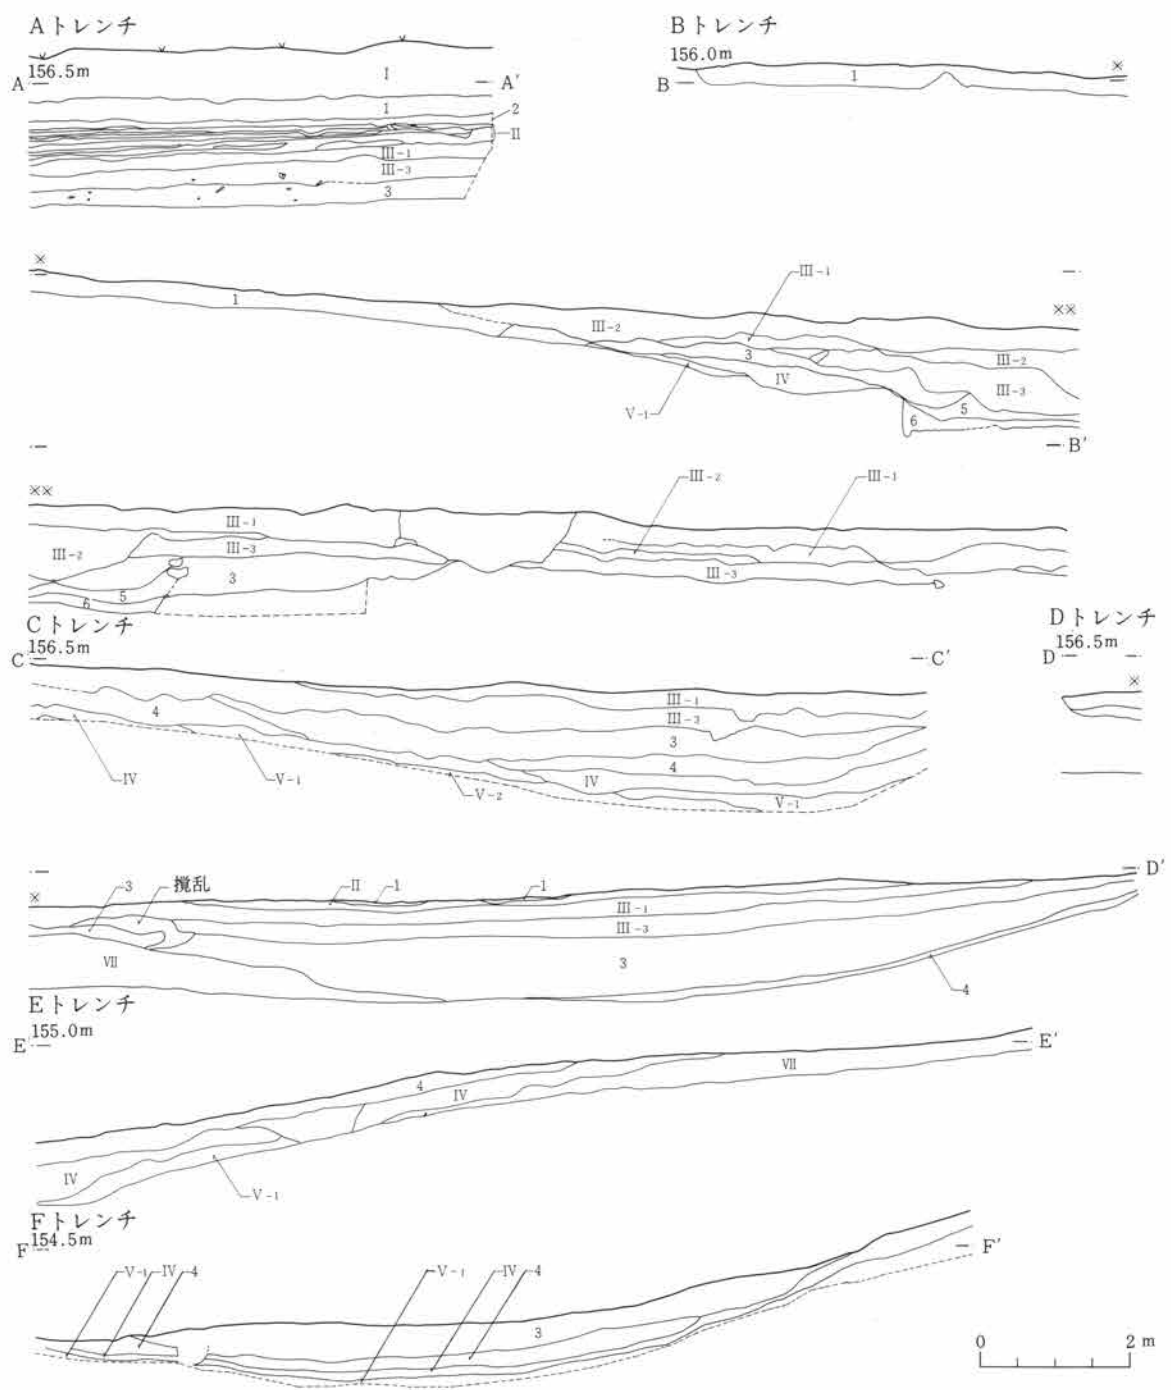 Aトレンチ
156.5m
A
A'
I
1
2
II
III-1
III-3
3
Bトレンチ
156.0m
B
※
1
※
1
III-1
※※
III-2
3
III-2
IV
III-3
V-1
5
6
B'
※※
III-2
III-1
III-1
III-2
III-3
3
III-3
5
6
Cトレンチ
156.5m
C
C'
III-1
4
III-3
3
4
IV
V-1
IV
V-2
V-1
Dトレンチ
156.5m
D
※
※
3
攪乱
II
1
1
D'
III-1
III-3
VII
3
4
Eトレンチ
155.0m
E
E'
4
IV
VII
IV
V-1
Fトレンチ
154.5m
F
F'
V-1
IV
4
V-1
IV
4
3
0
2 m